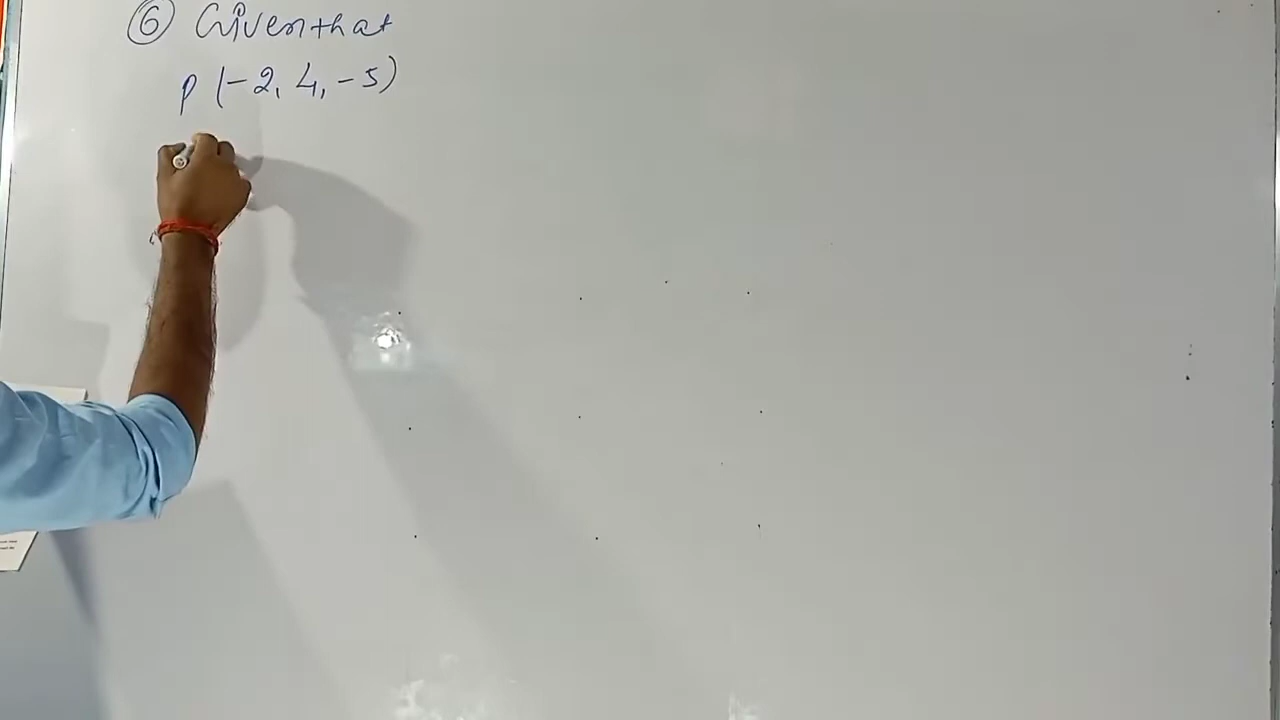 ⑥ Given that
P (-2, 4, -5)